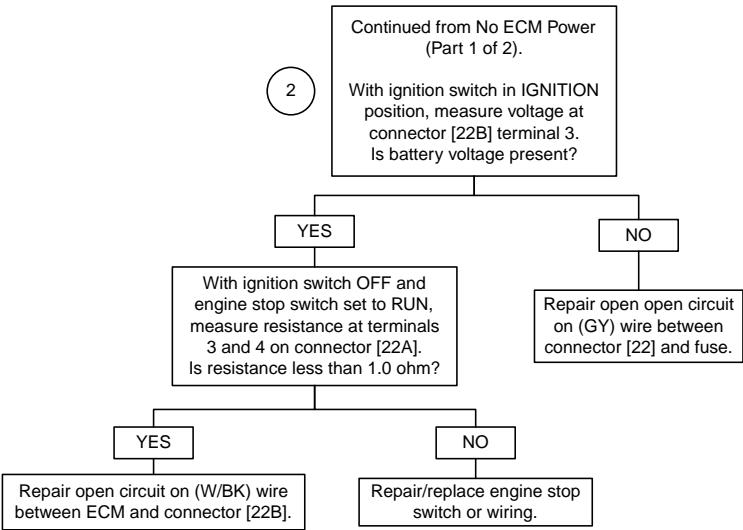 Continued from No ECM Power
(Part 1 of 2).
2
With ignition switch in IGNITION
position, measure voltage at
connector [22B] terminal 3.
Is battery voltage present?
YES
NO
With ignition switch OFF and
engine stop switch set to RUN,
measure resistance at terminals
3 and 4 on connector [22A].
Is resistance less than 1.0 ohm?
Repair open open circuit
on (GY) wire between
connector [22] and fuse.
YES
NO
Repair open circuit on (W/BK) wire
between ECM and connector [22B].
Repair/replace engine stop
switch or wiring.